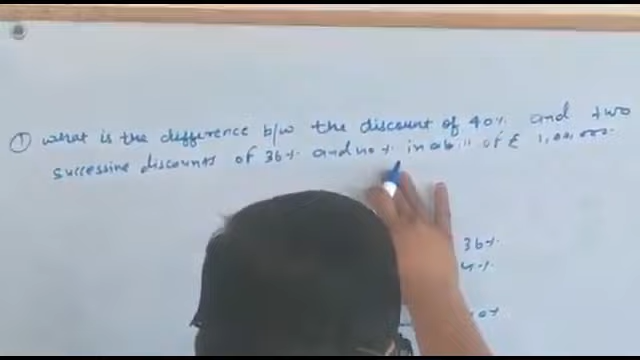 ① what is the difference b/w the discount of 40% and two
successive discounts of 36% and 4% in a bill of ₹ 1,00,000.
36%
4%